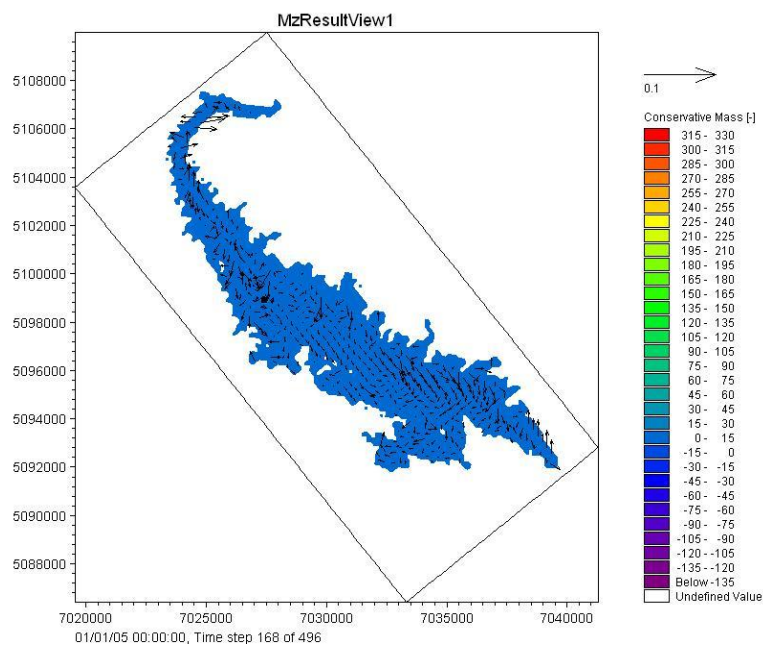 MzResultView1
5108000
5106000
5104000
5102000
5100000
5098000
5096000
5094000
5092000
5090000
5088000
7020000 7025000 7030000 7035000 7040000
01/01/05 00:00:00, Time step 168 of 496
0.1
Conservative Mass [-]
315 - 330
300 - 315
285 - 300
270 - 285
255 - 270
240 - 255
225 - 240
210 - 225
195 - 210
180 - 195
165 - 180
150 - 165
135 - 150
120 - 135
105 - 120
90 - 105
75 - 90
60 - 75
45 - 60
30 - 45
15 - 30
0 - 15
-15 - 0
-30 - -15
-45 - -30
-60 - -45
-75 - -60
-90 - -75
-105 - -90
-120 - -105
-135 - -120
Below -135
Undefined Value